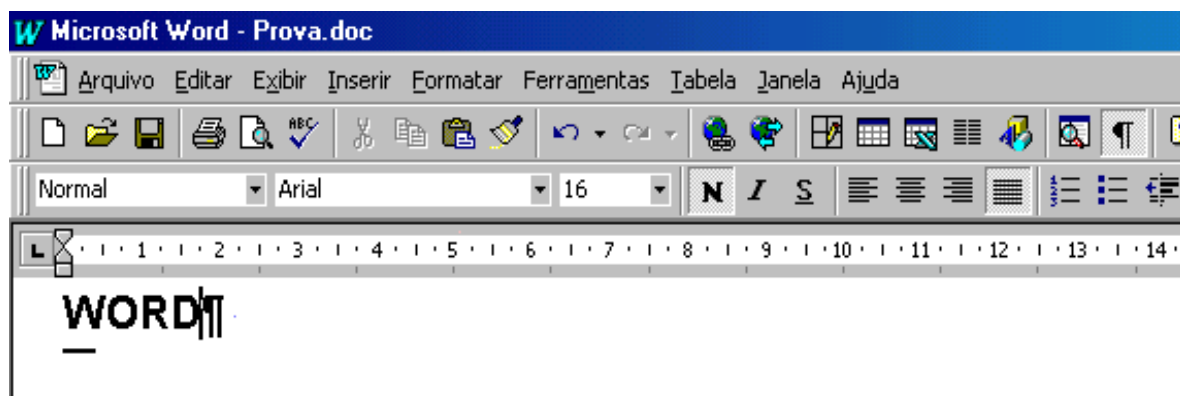 Microsoft Word - Prova.doc
Arquivo Editar Exibir Inserir Formatar Ferramentas Tabela Janela Ajuda
ABC
Normal Arial 16 N I S
L 1 2 3 4 5 6 7 8 9 10 11 12 13 14
WORD¶